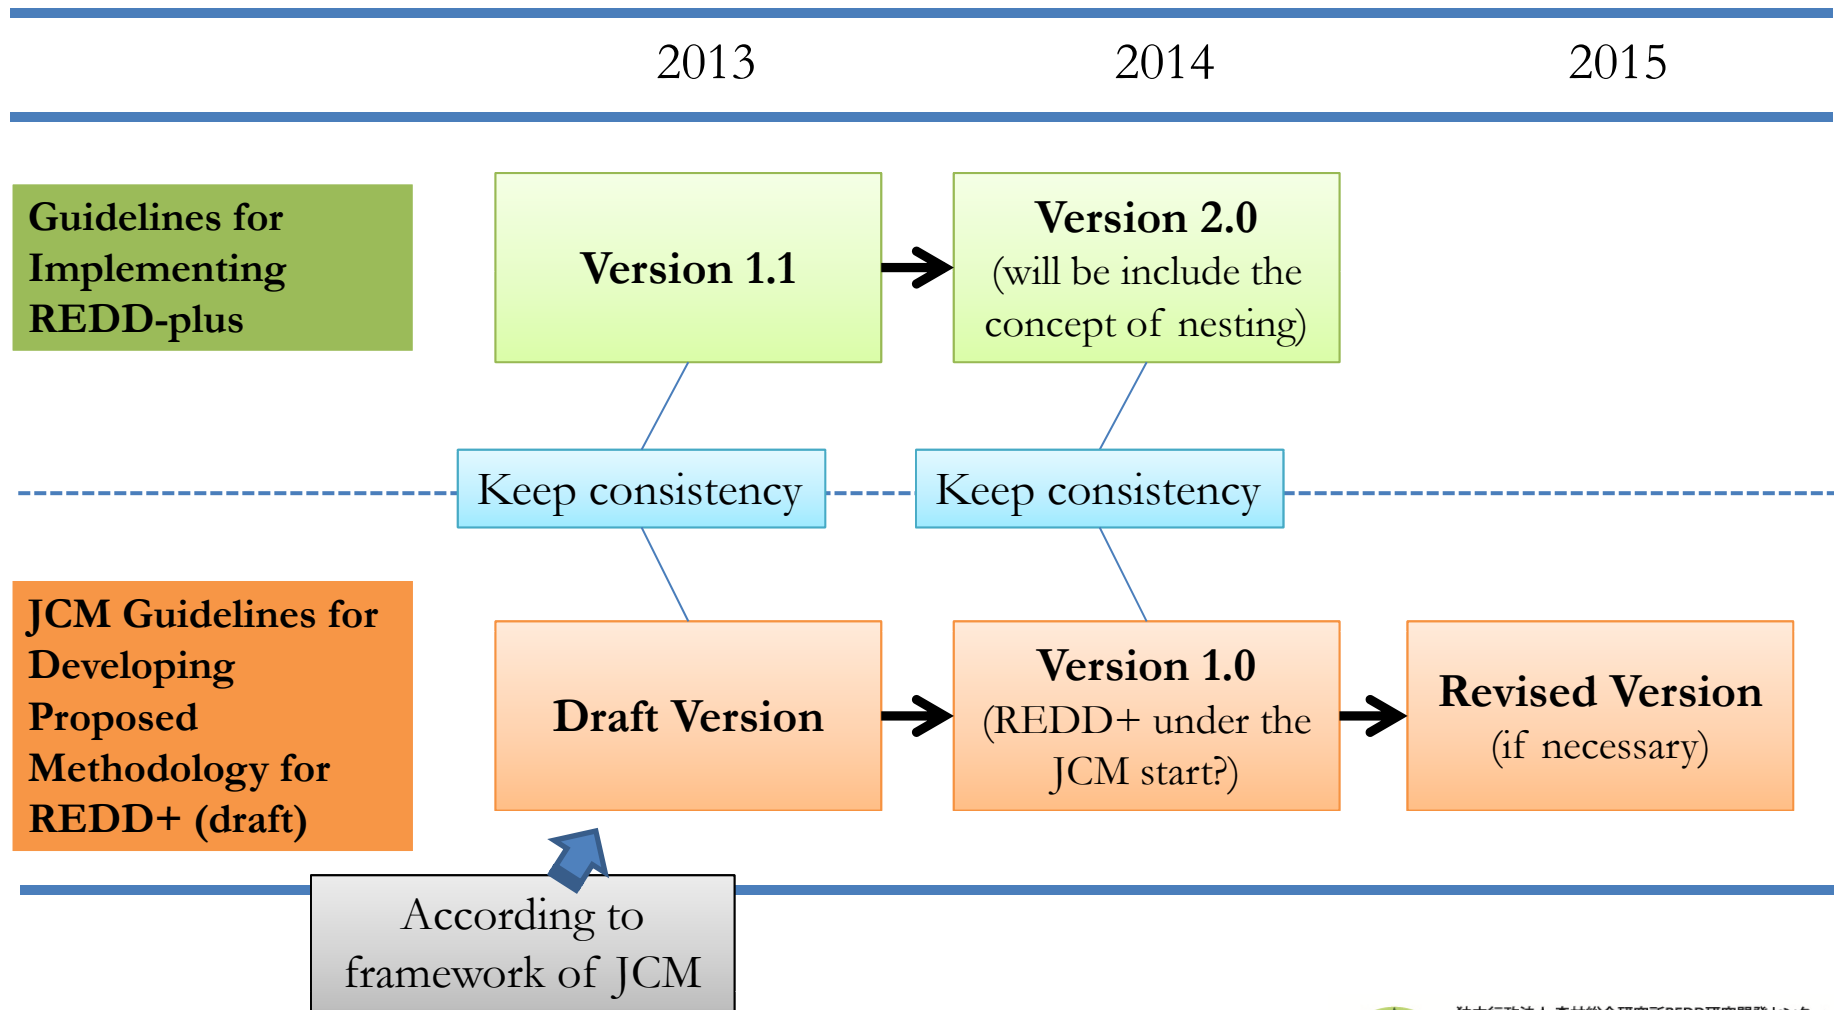 2013 2014 2015
Guidelines for
Implementing
REDD-plus
Version 1.1
Version 2.0
(will be include the
concept of nesting)
Keep consistency
Keep consistency
JCM Guidelines for
Developing
Proposed
Methodology for
REDD+ (draft)
Draft Version
Version 1.0
(REDD+ under the
JCM start?)
Revised Version
(if necessary)
According to
framework of JCM